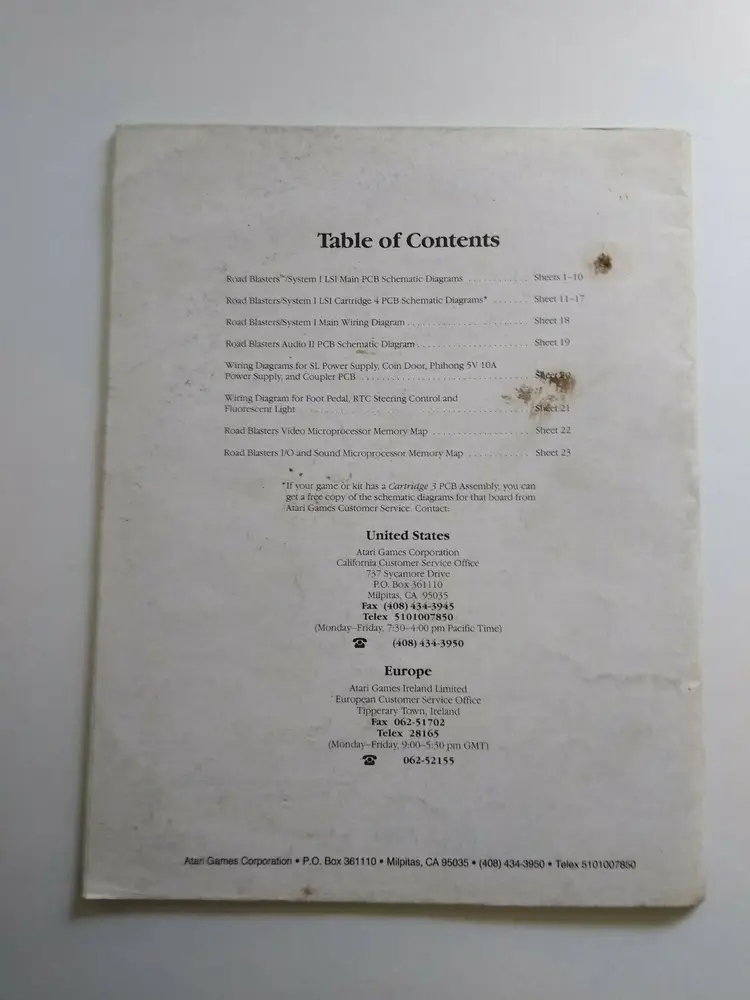 Table of Contents
Road Blasters™/System I LSI Main PCB Schematic Diagrams . . . . . . . . . . . Sheets 1–10
Road Blasters/System I LSI Cartridge 4 PCB Schematic Diagrams* . . . . . . Sheet 11–17
Road Blasters/System I Main Wiring Diagram . . . . . . . . . . . . . . . . . . . . . Sheet 18
Road Blasters Audio II PCB Schematic Diagram . . . . . . . . . . . . . . . . . . . . Sheet 19
Wiring Diagrams for SL Power Supply, Coin Door, Phihong 5V 10A
Power Supply, and Coupler PCB . . . . . . . . . . . . . . . . . . . . . . . . . . . . . Sheet 20
Wiring Diagram for Foot Pedal, RTC Steering Control and
Fluorescent Light . . . . . . . . . . . . . . . . . . . . . . . . . . . . . . . . . . . . . Sheet 21
Road Blasters Video Microprocessor Memory Map . . . . . . . . . . . . . . . . . Sheet 22
Road Blasters I/O and Sound Microprocessor Memory Map . . . . . . . . . . . Sheet 23
*If your game or kit has a Cartridge 3 PCB Assembly, you can
get a free copy of the schematic diagrams for that board from
Atari Games Customer Service. Contact:
United States
Atari Games Corporation
California Customer Service Office
737 Sycamore Drive
P.O. Box 361110
Milpitas, CA 95035
Fax (408) 434-3945
Telex 5101007850
(Monday–Friday, 7:30–4:00 pm Pacific Time)
☎ (408) 434-3950
Europe
Atari Games Ireland Limited
European Customer Service Office
Tipperary Town, Ireland
Fax 062-51702
Telex 28165
(Monday–Friday, 9:00–5:30 pm GMT)
☎ 062-52155
Atari Games Corporation • P.O. Box 361110 • Milpitas, CA 95035 • (408) 434-3950 • Telex 5101007850